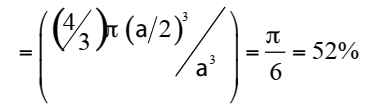 = ((4/3)π (a/2)³ / a³) = π/6 = 52%